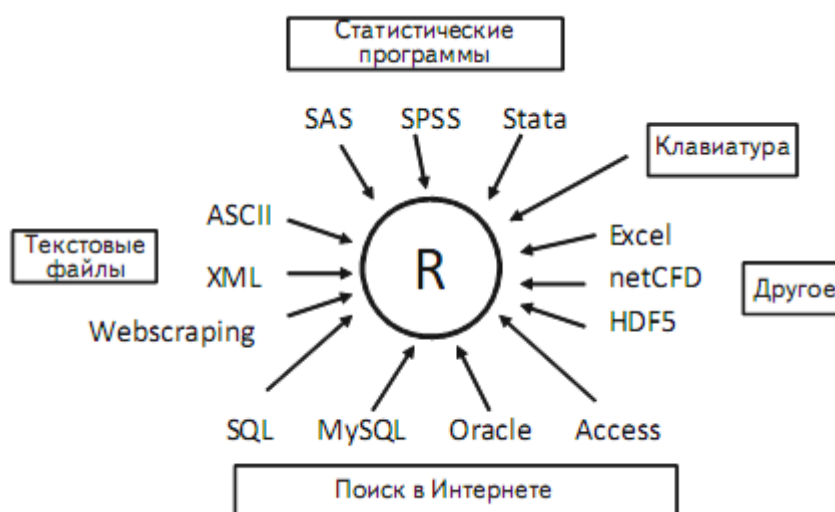 Статистические
программы
SAS SPSS Stata
Клавиатура
ASCII
Excel
Текстовые
файлы
XML
netCFD
Другое
R
HDF5
Webscraping
SQL MySQL Oracle Access
Поиск в Интернете